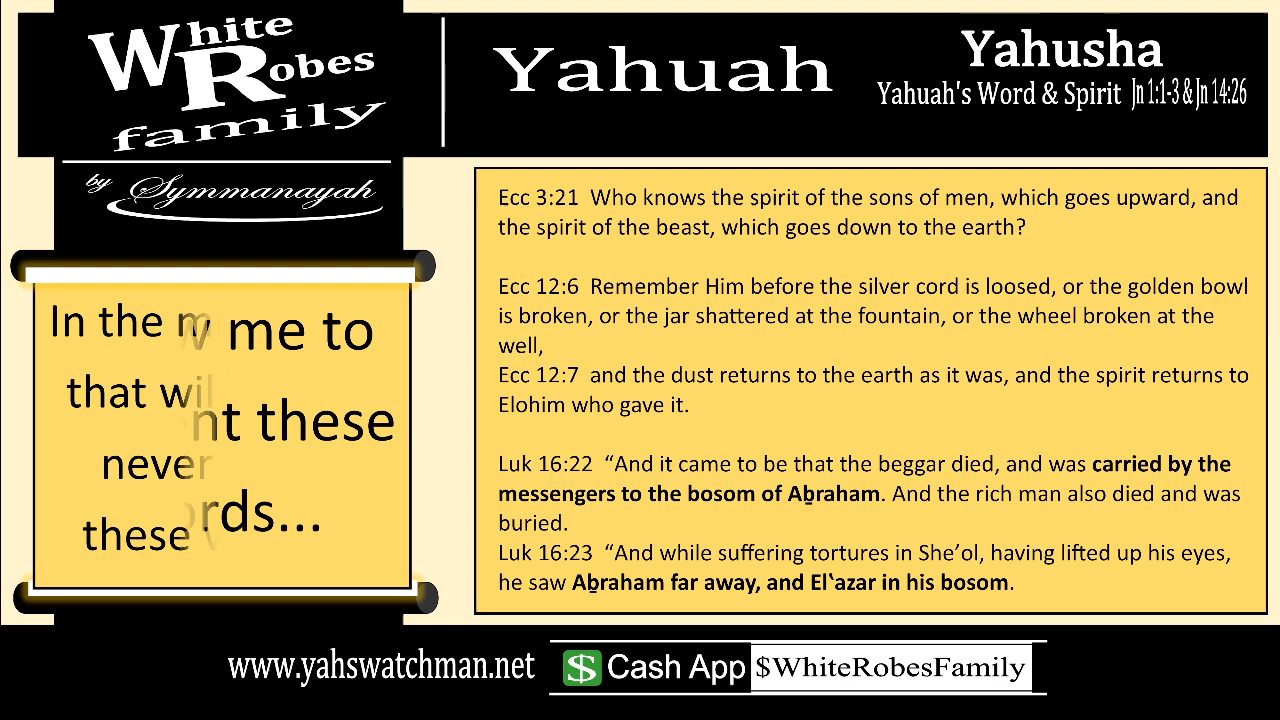 White
Robes
family
by Symmanayah
Yahuah
Yahusha
Yahuah's Word & Spirit Jn 1:1-3 & Jn 14:26
In the me to
that these
never
these rds...
Ecc 3:21 Who knows the spirit of the sons of men, which goes upward, and
the spirit of the beast, which goes down to the earth?
Ecc 12:6 Remember Him before the silver cord is loosed, or the golden bowl
is broken, or the jar shattered at the fountain, or the wheel broken at the
well,
Ecc 12:7 and the dust returns to the earth as it was, and the spirit returns to
Elohim who gave it.
Luk 16:22 “And it came to be that the beggar died, and was carried by the
messengers to the bosom of Aḇraham. And the rich man also died and was
buried.
Luk 16:23 “And while suffering tortures in She’ol, having lifted up his eyes,
he saw Aḇraham far away, and El‛azar in his bosom.
www.yahswatchman.net $ Cash App $WhiteRobesFamily